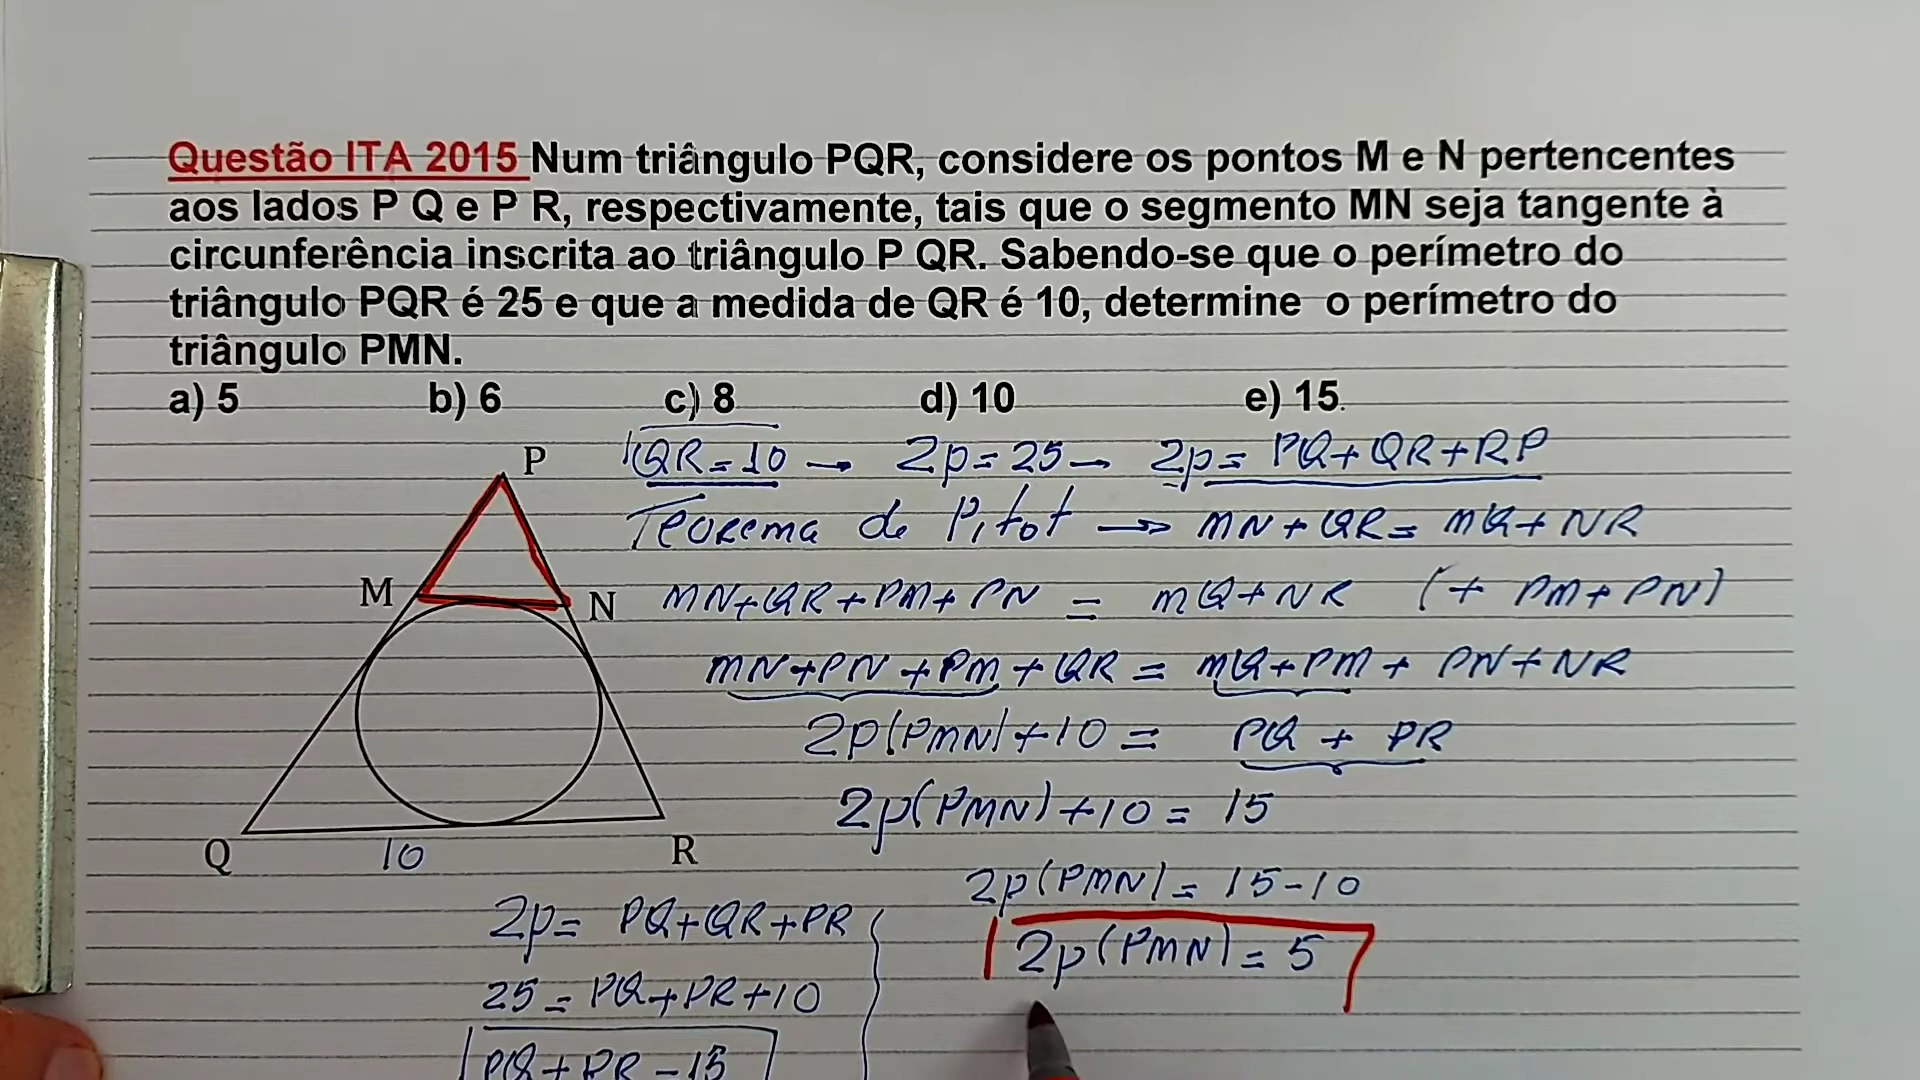 Questão ITA 2015 Num triângulo PQR, considere os pontos M e N pertencentes
aos lados P Q e P R, respectivamente, tais que o segmento MN seja tangente à
circunferência inscrita ao triângulo P QR. Sabendo-se que o perímetro do
triângulo PQR é 25 e que a medida de QR é 10, determine o perímetro do
triângulo PMN.
a) 5 b) 6 c) 8 d) 10 e) 15.
QR = 10 → 2p = 25 → 2p = PQ + QR + RP
Teorema de Pitot → MN + QR = MQ + NR
MN + QR + PM + PN = MQ + NR (+ PM + PN)
MN + PN + PM + QR = MQ + PM + PN + NR
2p(PMN) + 10 = PQ + PR
2p(PMN) + 10 = 15
2p(PMN) = 15 - 10
2p(PMN) = 5
P
M
N
Q
10
R
2p = PQ + QR + PR
25 = PQ + PR + 10
PQ + PR = 15